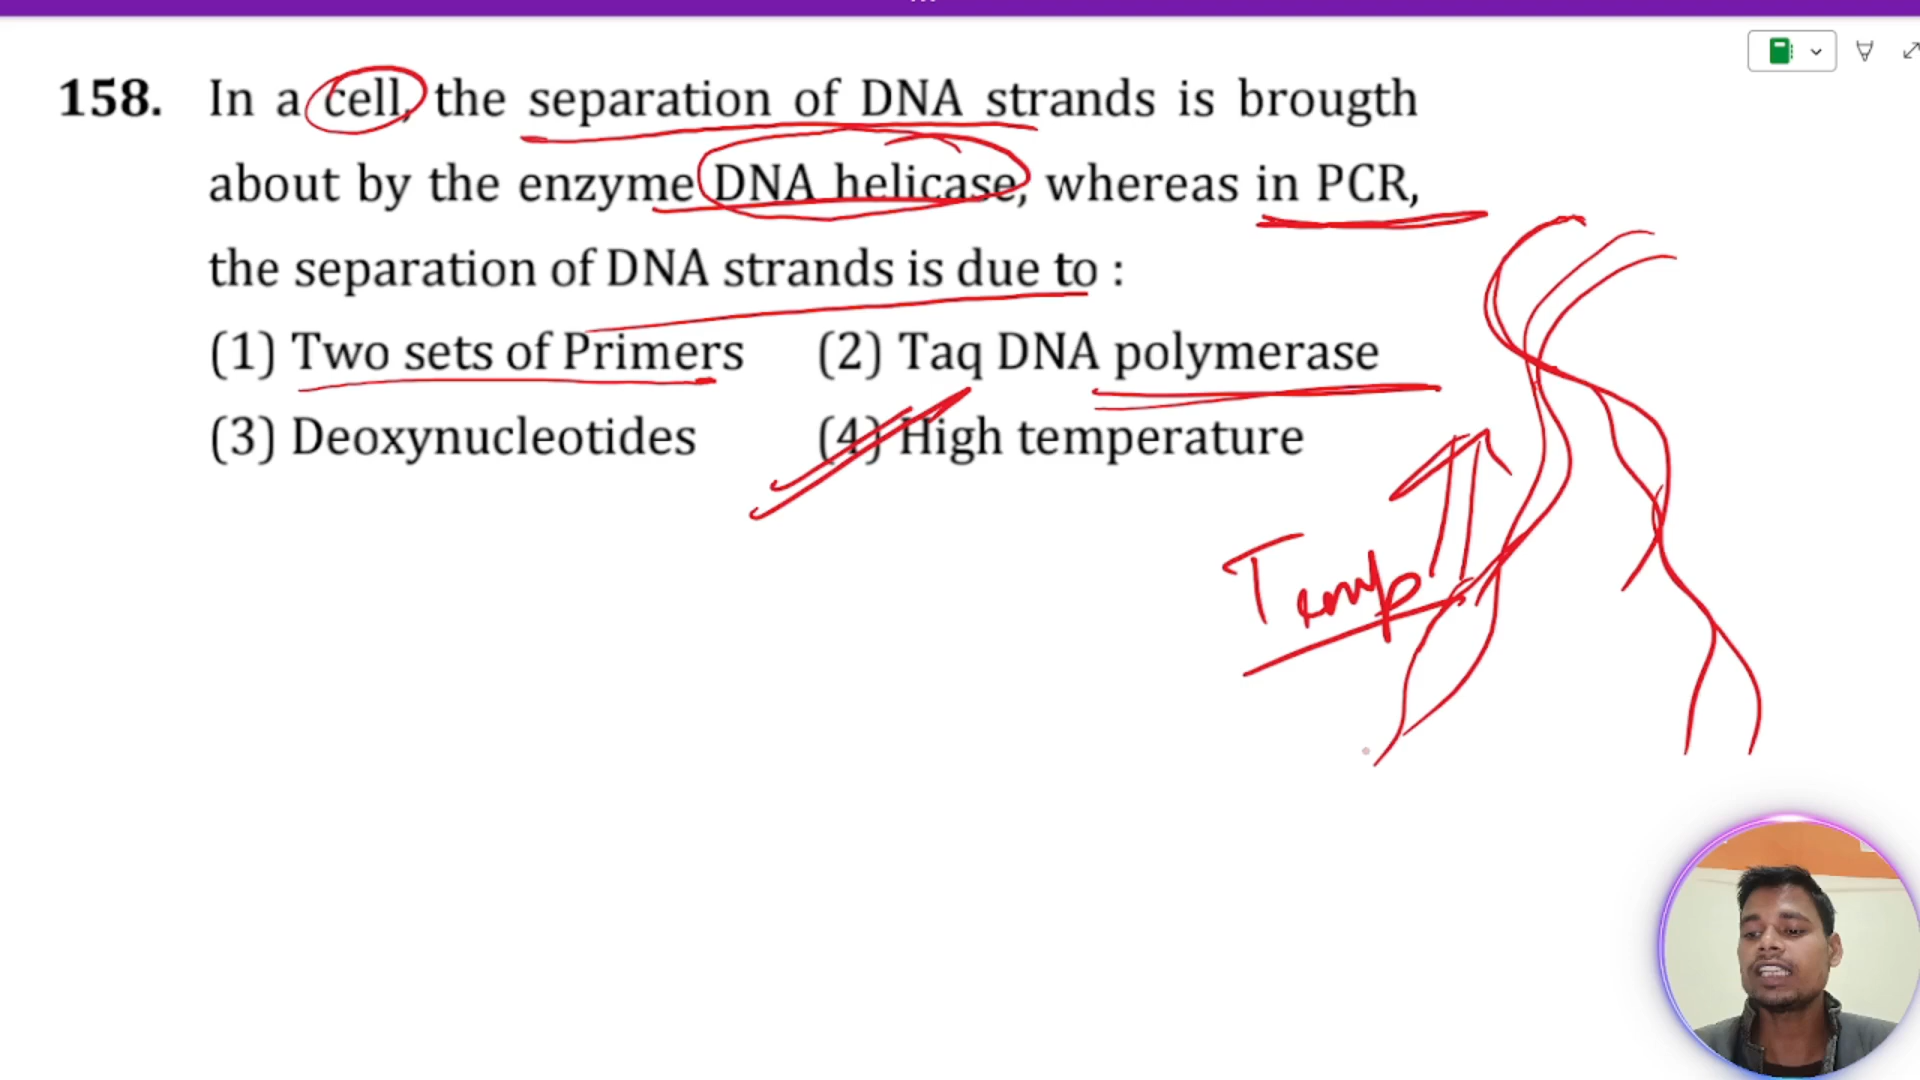 158. In a cell, the separation of DNA strands is brougth
about by the enzyme DNA helicase, whereas in PCR,
the separation of DNA strands is due to :
(1) Two sets of Primers (2) Taq DNA polymerase
(3) Deoxynucleotides (4) High temperature
Temp